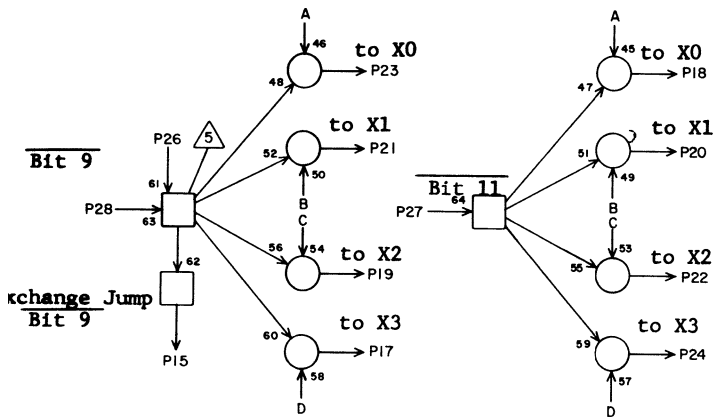 A
A
46
to X0
45
to X0
48
P23
47
P18
P26
5
to X1
to X1
Bit 9
52
P21
51
P20
61
50
Bit 11
49
P28
63
B
P27
64
B
C
C
62
56
54
to X2
55
53
to X2
P19
P22
xchange Jump
Bit 9
to X3
to X3
60
P17
59
P24
P15
58
57
D
D